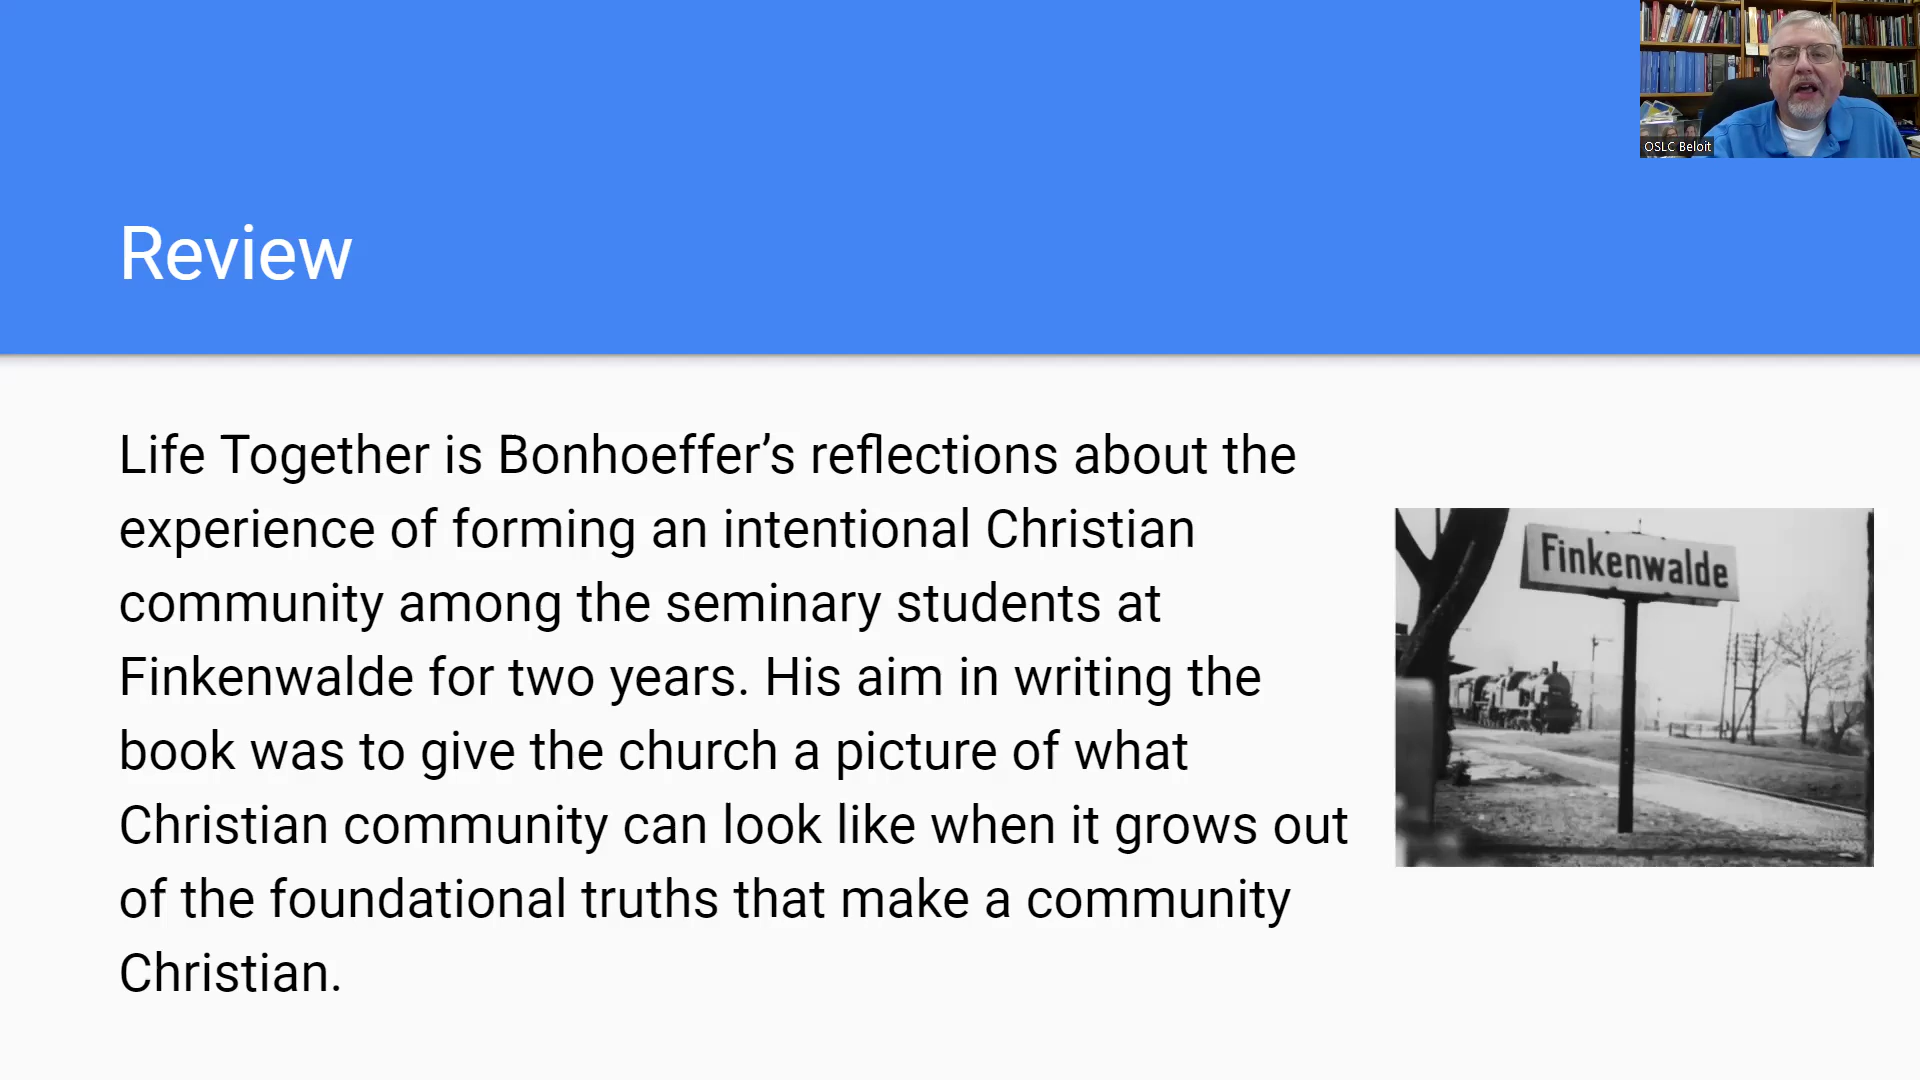 OSLC Beloit
Review
Life Together is Bonhoeffer’s reflections about the
experience of forming an intentional Christian
community among the seminary students at
Finkenwalde for two years. His aim in writing the
book was to give the church a picture of what
Christian community can look like when it grows out
of the foundational truths that make a community
Christian.
Finkenwalde